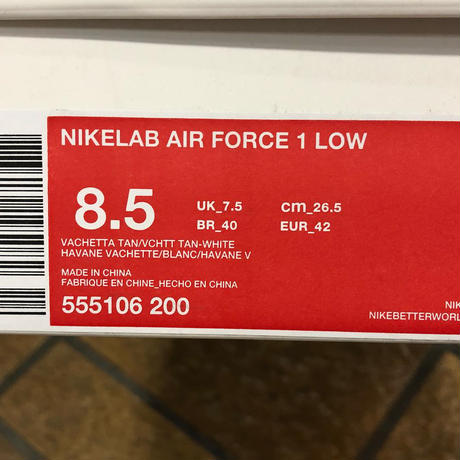 NIKELAB AIR FORCE 1 LOW
8.5 UK_7.5 cm_26.5
BR_40 EUR_42
VACHETTA TAN/VCHTT TAN-WHITE
HAVANE VACHETTE/BLANC/HAVANE V
MADE IN CHINA
FABRIQUE EN CHINE_HECHO EN CHINA
555106 200
NIK
NIKEBETTERWORL